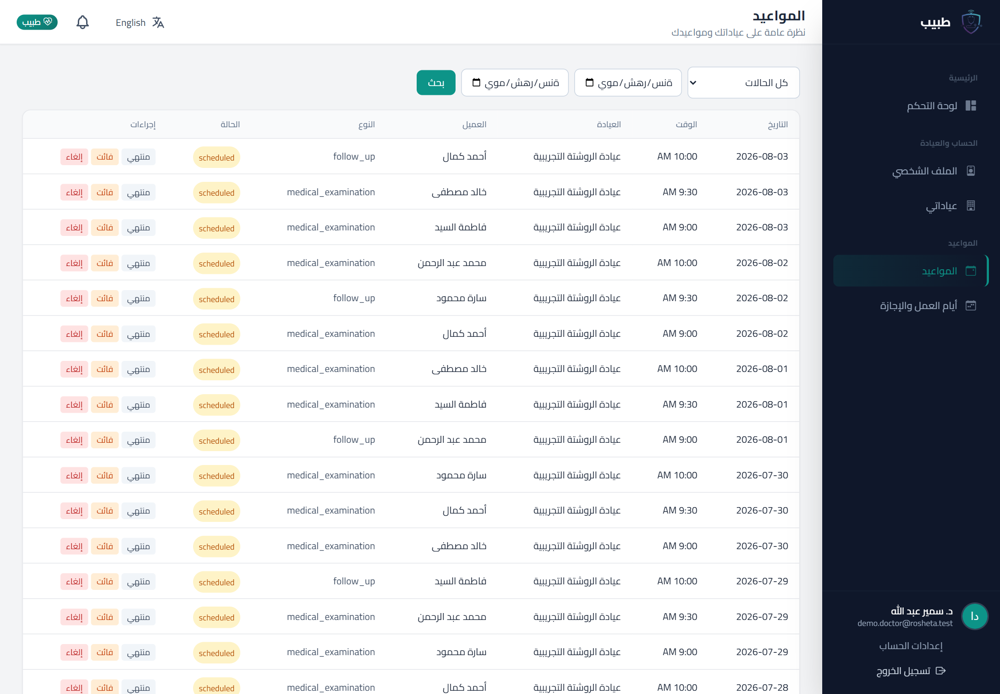 طبيب
الرئيسية
لوحة التحكم
الحساب والعيادة
الملف الشخصي
عياداتي
المواعيد
المواعيد
أيام العمل والإجازة
دا
د. سمير عبد الله
demo.doctor@rosheta.test
إعدادات الحساب
تسجيل الخروج
المواعيد
نظرة عامة على عياداتك ومواعيدك
English
طبيب
كل الحالات
ةنس/رهش/موي
ةنس/رهش/موي
بحث
التاريخ الوقت العيادة العميل النوع الحالة إجراءات
2026-08-03 10:00 AM عيادة الروشتة التجريبية أحمد كمال follow_up scheduled منتهي فائت إلغاء
2026-08-03 9:30 AM عيادة الروشتة التجريبية خالد مصطفى medical_examination scheduled منتهي فائت إلغاء
2026-08-03 9:00 AM عيادة الروشتة التجريبية فاطمة السيد medical_examination scheduled منتهي فائت إلغاء
2026-08-02 10:00 AM عيادة الروشتة التجريبية محمد عبد الرحمن medical_examination scheduled منتهي فائت إلغاء
2026-08-02 9:30 AM عيادة الروشتة التجريبية سارة محمود follow_up scheduled منتهي فائت إلغاء
2026-08-02 9:00 AM عيادة الروشتة التجريبية أحمد كمال medical_examination scheduled منتهي فائت إلغاء
2026-08-01 10:00 AM عيادة الروشتة التجريبية خالد مصطفى medical_examination scheduled منتهي فائت إلغاء
2026-08-01 9:30 AM عيادة الروشتة التجريبية فاطمة السيد medical_examination scheduled منتهي فائت إلغاء
2026-08-01 9:00 AM عيادة الروشتة التجريبية محمد عبد الرحمن follow_up scheduled منتهي فائت إلغاء
2026-07-30 10:00 AM عيادة الروشتة التجريبية سارة محمود medical_examination scheduled منتهي فائت إلغاء
2026-07-30 9:30 AM عيادة الروشتة التجريبية أحمد كمال medical_examination scheduled منتهي فائت إلغاء
2026-07-30 9:00 AM عيادة الروشتة التجريبية خالد مصطفى medical_examination scheduled منتهي فائت إلغاء
2026-07-29 10:00 AM عيادة الروشتة التجريبية فاطمة السيد follow_up scheduled منتهي فائت إلغاء
2026-07-29 9:30 AM عيادة الروشتة التجريبية محمد عبد الرحمن medical_examination scheduled منتهي فائت إلغاء
2026-07-29 9:00 AM عيادة الروشتة التجريبية سارة محمود medical_examination scheduled منتهي فائت إلغاء
2026-07-28 10:00 AM عيادة الروشتة التجريبية أحمد كمال medical_examination scheduled منتهي فائت إلغاء